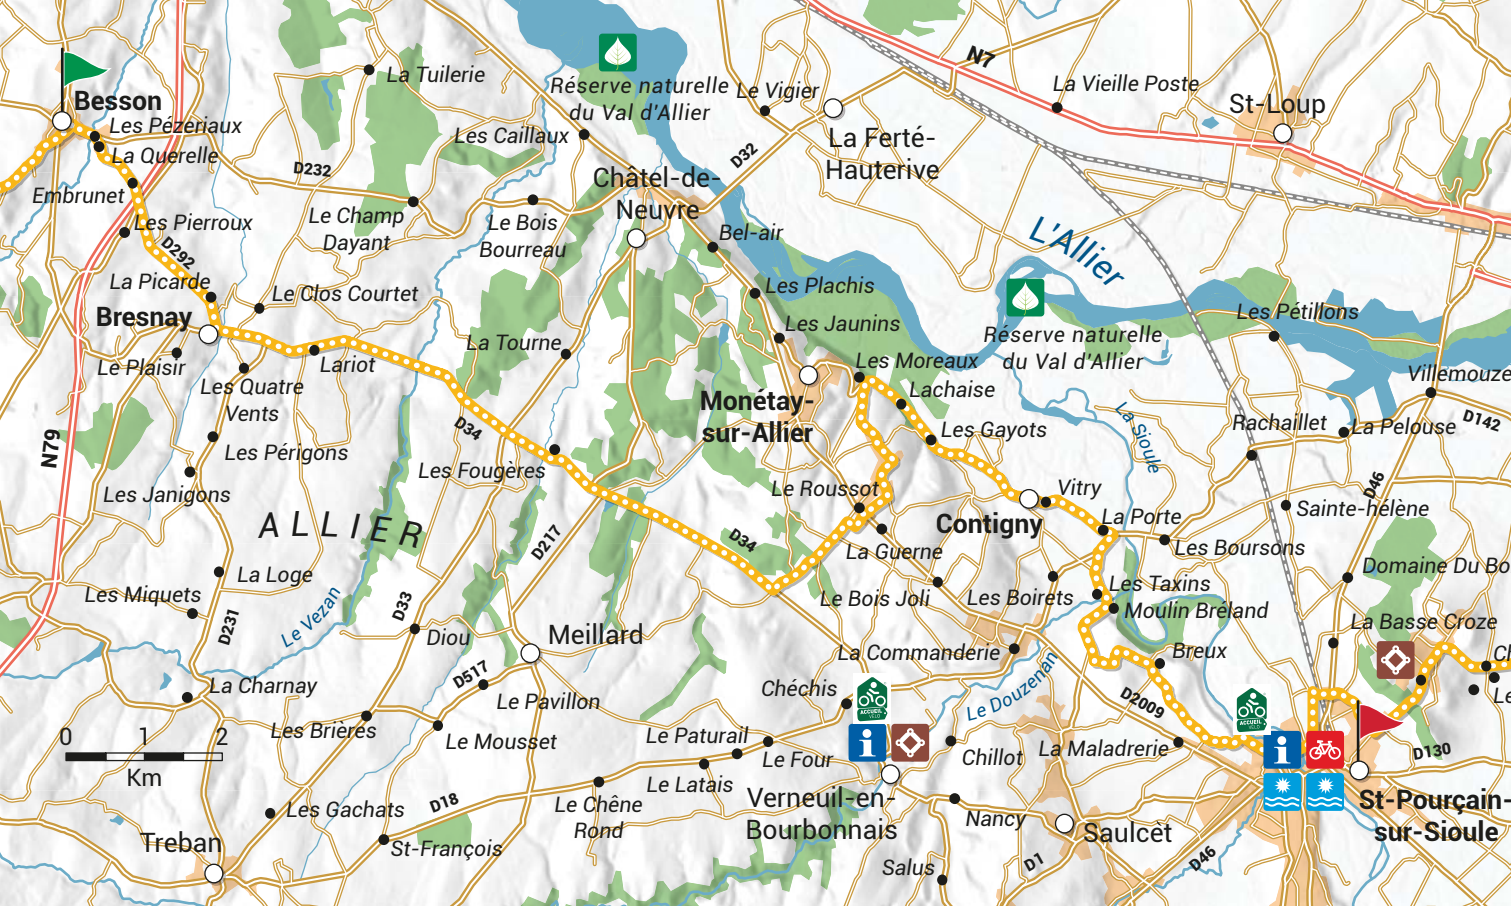 N7
La Tuilerie
Réserve naturelle
du Val d'Allier
Le Vigier
La Vieille Poste
St-Loup
Besson
Les Pézeriaux
La Querelle
Les Caillaux
La Ferté-
Hauterive
D32
D232
Embrunet
Châtel-de-
Neuvre
Le Champ
Dayant
Le Bois
Bourreau
Les Pierroux
Bel-air
L'Allier
D292
La Picarde
Le Clos Courtet
Les Plachis
Bresnay
Les Jaunins
Réserve naturelle
du Val d'Allier
Les Pétillons
La Tourne
Le Plaisir
Lariot
Les Moreaux
Les Quatre
Vents
Lachaise
Villemouze
Monétay-
sur-Allier
D34
Les Gayots
La Sioule
Rachaillet
La Pelouse
D142
N79
Les Périgons
Les Fougères
Les Janigons
Le Roussot
Vitry
D46
Contigny
La Porte
Sainte-hélène
ALLIER
D217
D34
La Guerne
Les Boursons
La Loge
Domaine Du Bo
Les Miquets
Le Bois Joli
Les Boirets
Les Taxins
Moulin Bréland
D231
Le Vezan
D33
Diou
Meillard
La Basse Croze
La Commanderie
Breux
Ch
D517
La Charnay
Le Pavillon
Chéchis
ACCUEIL
VÉLO
Le Douzenan
D2009
ACCUEIL
VÉLO
Le
0 1 2
Km
Les Brières
Le Mousset
Le Paturail
Le Four
i
Chillot
La Maladrerie
i
D130
Le Latais
Les Gachats
D18
Le Chêne
Rond
Verneuil-en-
Bourbonnais
Nancy
Saulcet
St-Pourçain-
sur-Sioule
Treban
St-François
Salus
D1
D46